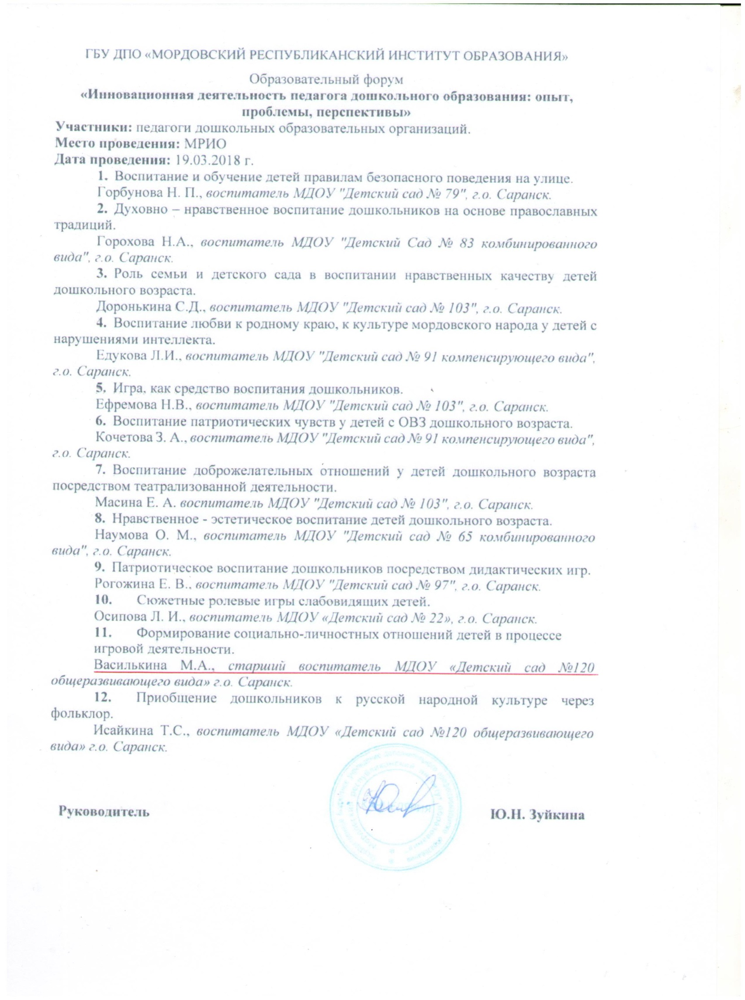 ГБУ ДПО «МОРДОВСКИЙ РЕСПУБЛИКАНСКИЙ ИНСТИТУТ ОБРАЗОВАНИЯ»
Образовательный форум
«Инновационная деятельность педагога дошкольного образования: опыт,
проблемы, перспективы»
Участники: педагоги дошкольных образовательных организаций.
Место проведения: МРИО
Дата проведения: 19.03.2018 г.
1. Воспитание и обучение детей правилам безопасного поведения на улице.
Горбунова Н. П., воспитатель МДОУ "Детский сад № 79", г.о. Саранск.
2. Духовно – нравственное воспитание дошкольников на основе православных
традиций.
Горохова Н.А., воспитатель МДОУ "Детский Сад № 83 комбинированного
вида", г.о. Саранск.
3. Роль семьи и детского сада в воспитании нравственных качеству детей
дошкольного возраста.
Доронькина С.Д., воспитатель МДОУ "Детский сад № 103", г.о. Саранск.
4. Воспитание любви к родному краю, к культуре мордовского народа у детей с
нарушениями интеллекта.
Едукова Л.И., воспитатель МДОУ "Детский сад № 91 компенсирующего вида",
г.о. Саранск.
5. Игра, как средство воспитания дошкольников.
Ефремова Н.В., воспитатель МДОУ "Детский сад № 103", г.о. Саранск.
6. Воспитание патриотических чувств у детей с ОВЗ дошкольного возраста.
Кочетова З. А., воспитатель МДОУ "Детский сад № 91 компенсирующего вида",
г.о. Саранск.
7. Воспитание доброжелательных отношений у детей дошкольного возраста
посредством театрализованной деятельности.
Масина Е. А. воспитатель МДОУ "Детский сад № 103", г.о. Саранск.
8. Нравственное - эстетическое воспитание детей дошкольного возраста.
Наумова О. М., воспитатель МДОУ "Детский сад № 65 комбинированного
вида", г.о. Саранск.
9. Патриотическое воспитание дошкольников посредством дидактических игр.
Рогожина Е. В., воспитатель МДОУ "Детский сад № 97", г.о. Саранск.
10. Сюжетные ролевые игры слабовидящих детей.
Осипова Л. И., воспитатель МДОУ «Детский сад № 22», г.о. Саранск.
11. Формирование социально-личностных отношений детей в процессе
игровой деятельности.
Василькина М.А., старший воспитатель МДОУ «Детский сад №120
общеразвивающего вида» г.о. Саранск.
12. Приобщение дошкольников к русской народной культуре через
фольклор.
Исайкина Т.С., воспитатель МДОУ «Детский сад №120 общеразвивающего
вида» г.о. Саранск.
Руководитель Ю.Н. Зуйкина